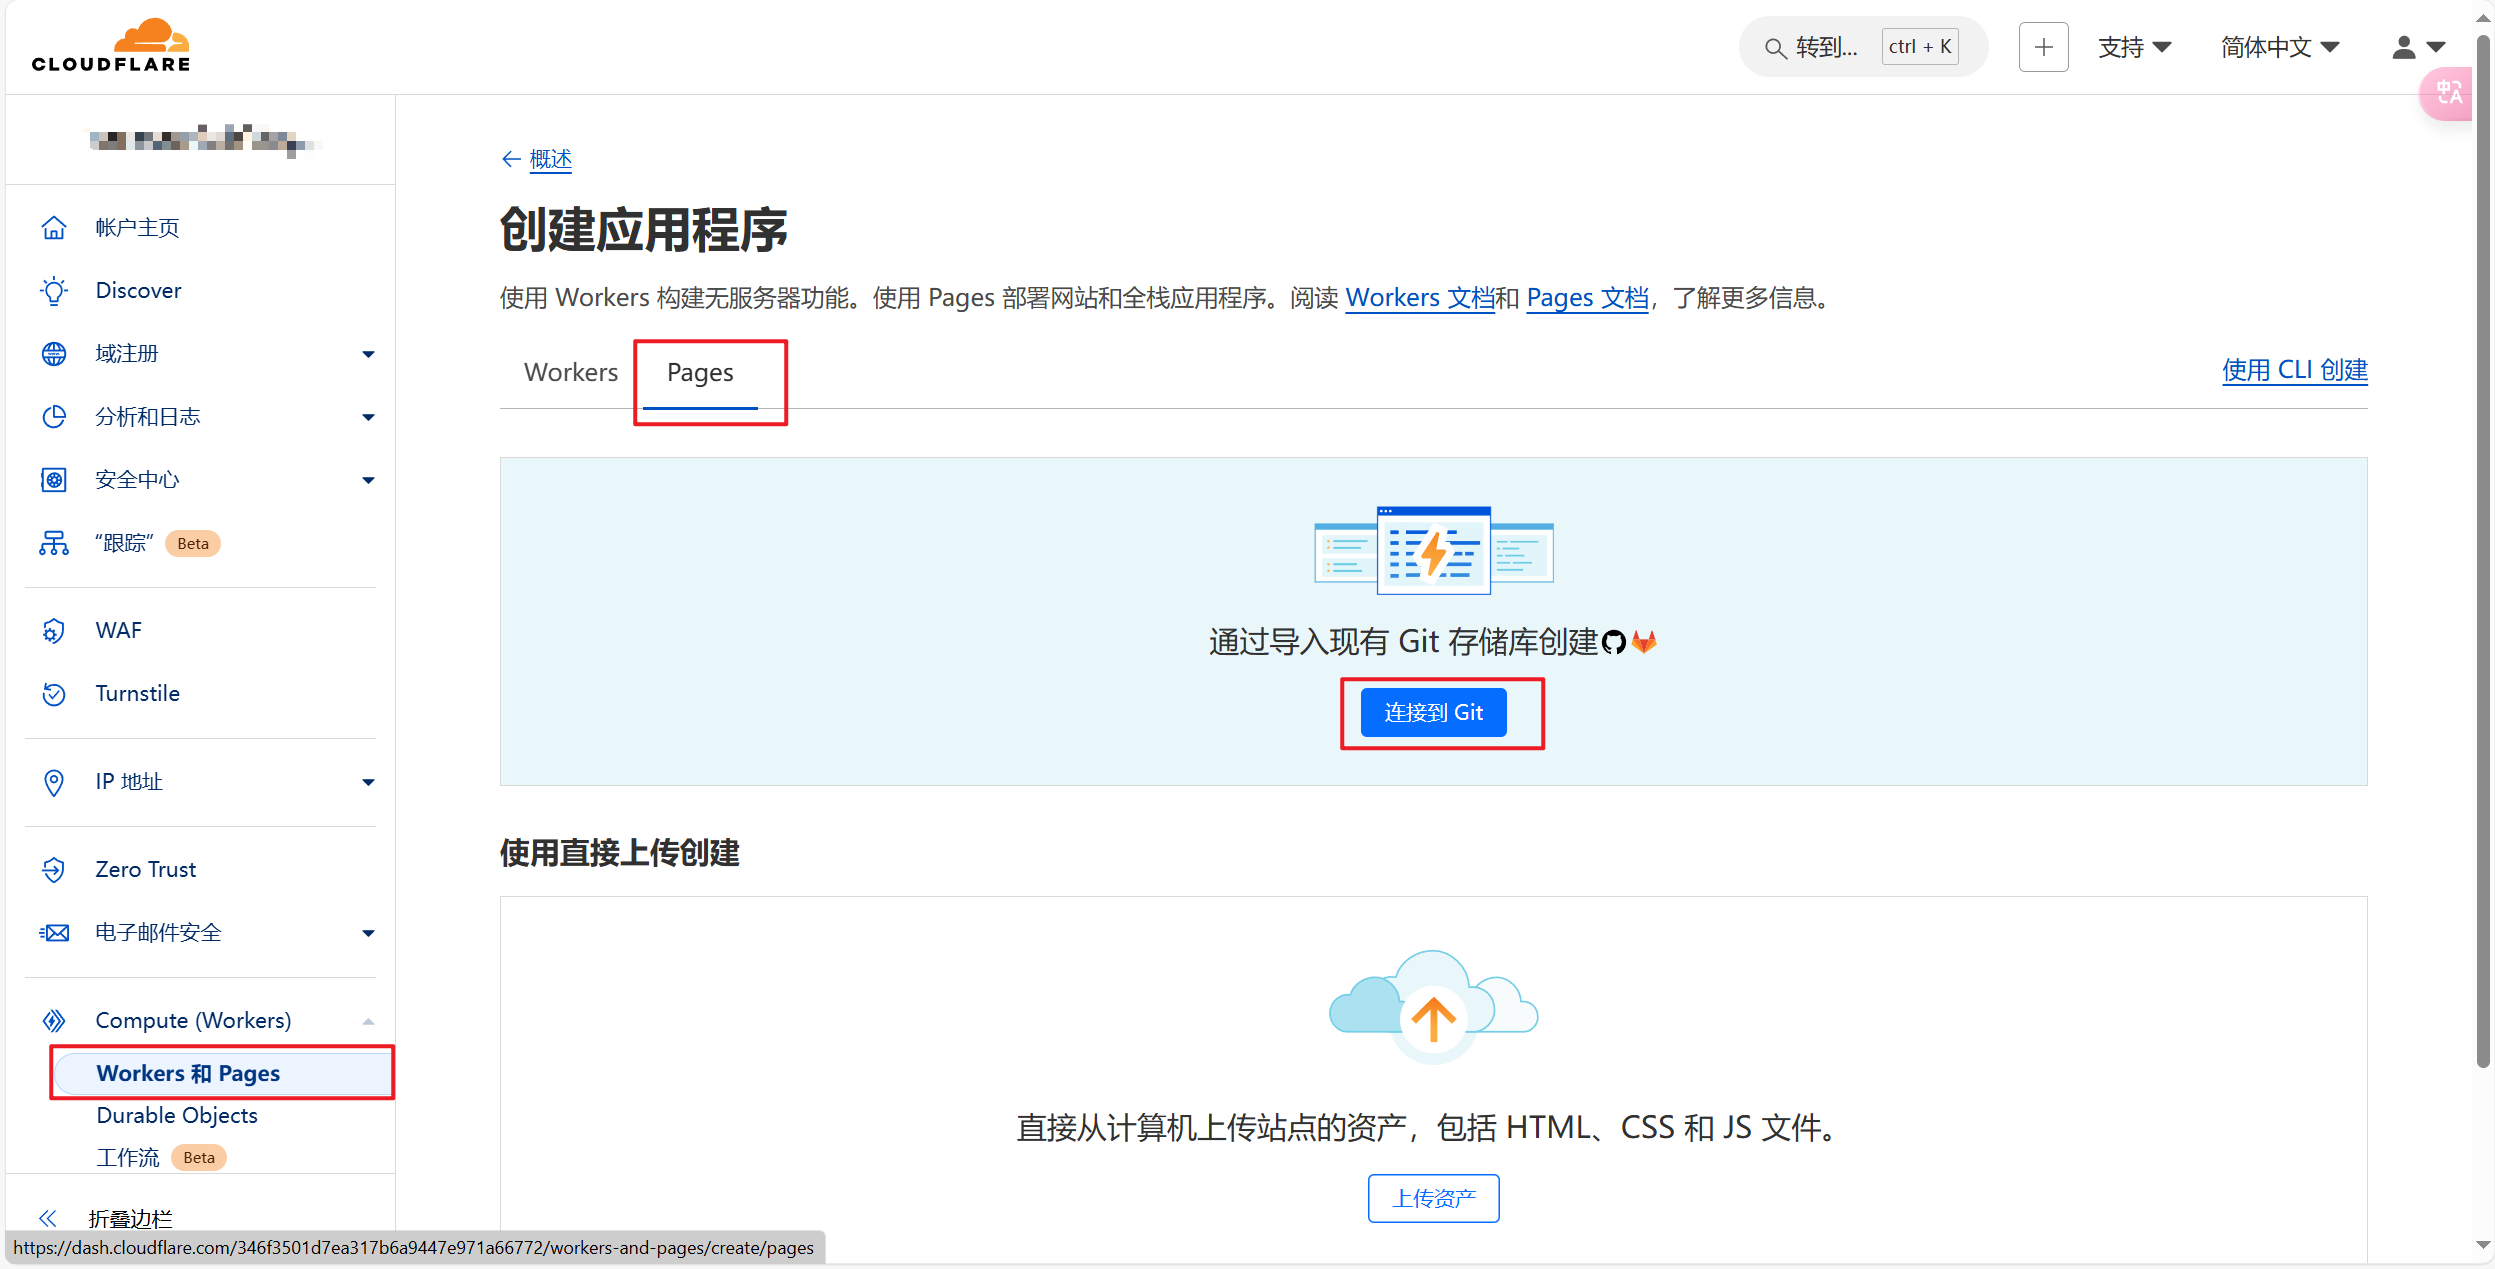 CLOUDFLARE
转到... ctrl + K
支持
简体中文
中A
帐户主页
Discover
域注册
分析和日志
安全中心
“跟踪” Beta
WAF
Turnstile
IP 地址
Zero Trust
电子邮件安全
Compute (Workers)
Workers 和 Pages
Durable Objects
工作流 Beta
折叠边栏
https://dash.cloudflare.com/346f3501d7ea317b6a9447e971a66772/workers-and-pages/create/pages
概述
创建应用程序
使用 Workers 构建无服务器功能。使用 Pages 部署网站和全栈应用程序。阅读 Workers 文档和 Pages 文档，了解更多信息。
Workers Pages
使用 CLI 创建
通过导入现有 Git 存储库创建
连接到 Git
使用直接上传创建
直接从计算机上传站点的资产，包括 HTML、CSS 和 JS 文件。
上传资产